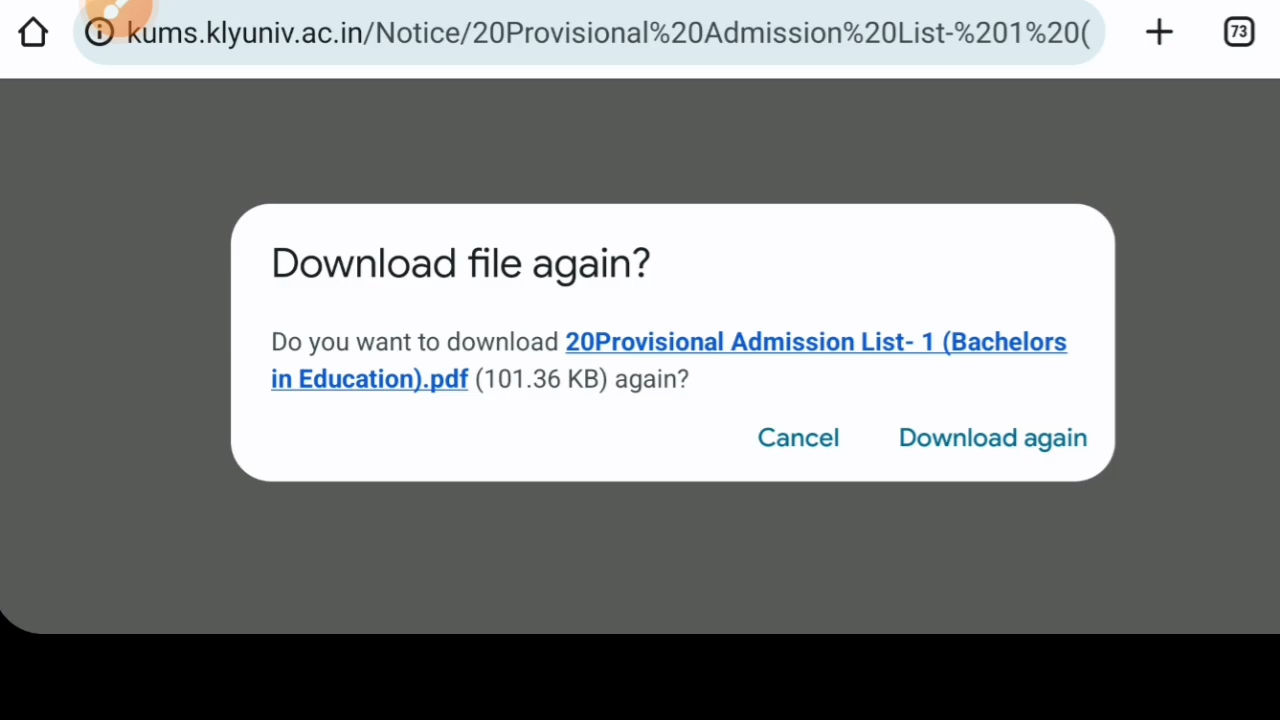 kums.klyuniv.ac.in/Notice/20Provisional%20Admission%20List-%201%20(
73
Download file again?
Do you want to download 20Provisional Admission List- 1 (Bachelors
in Education).pdf (101.36 KB) again?
Cancel Download again